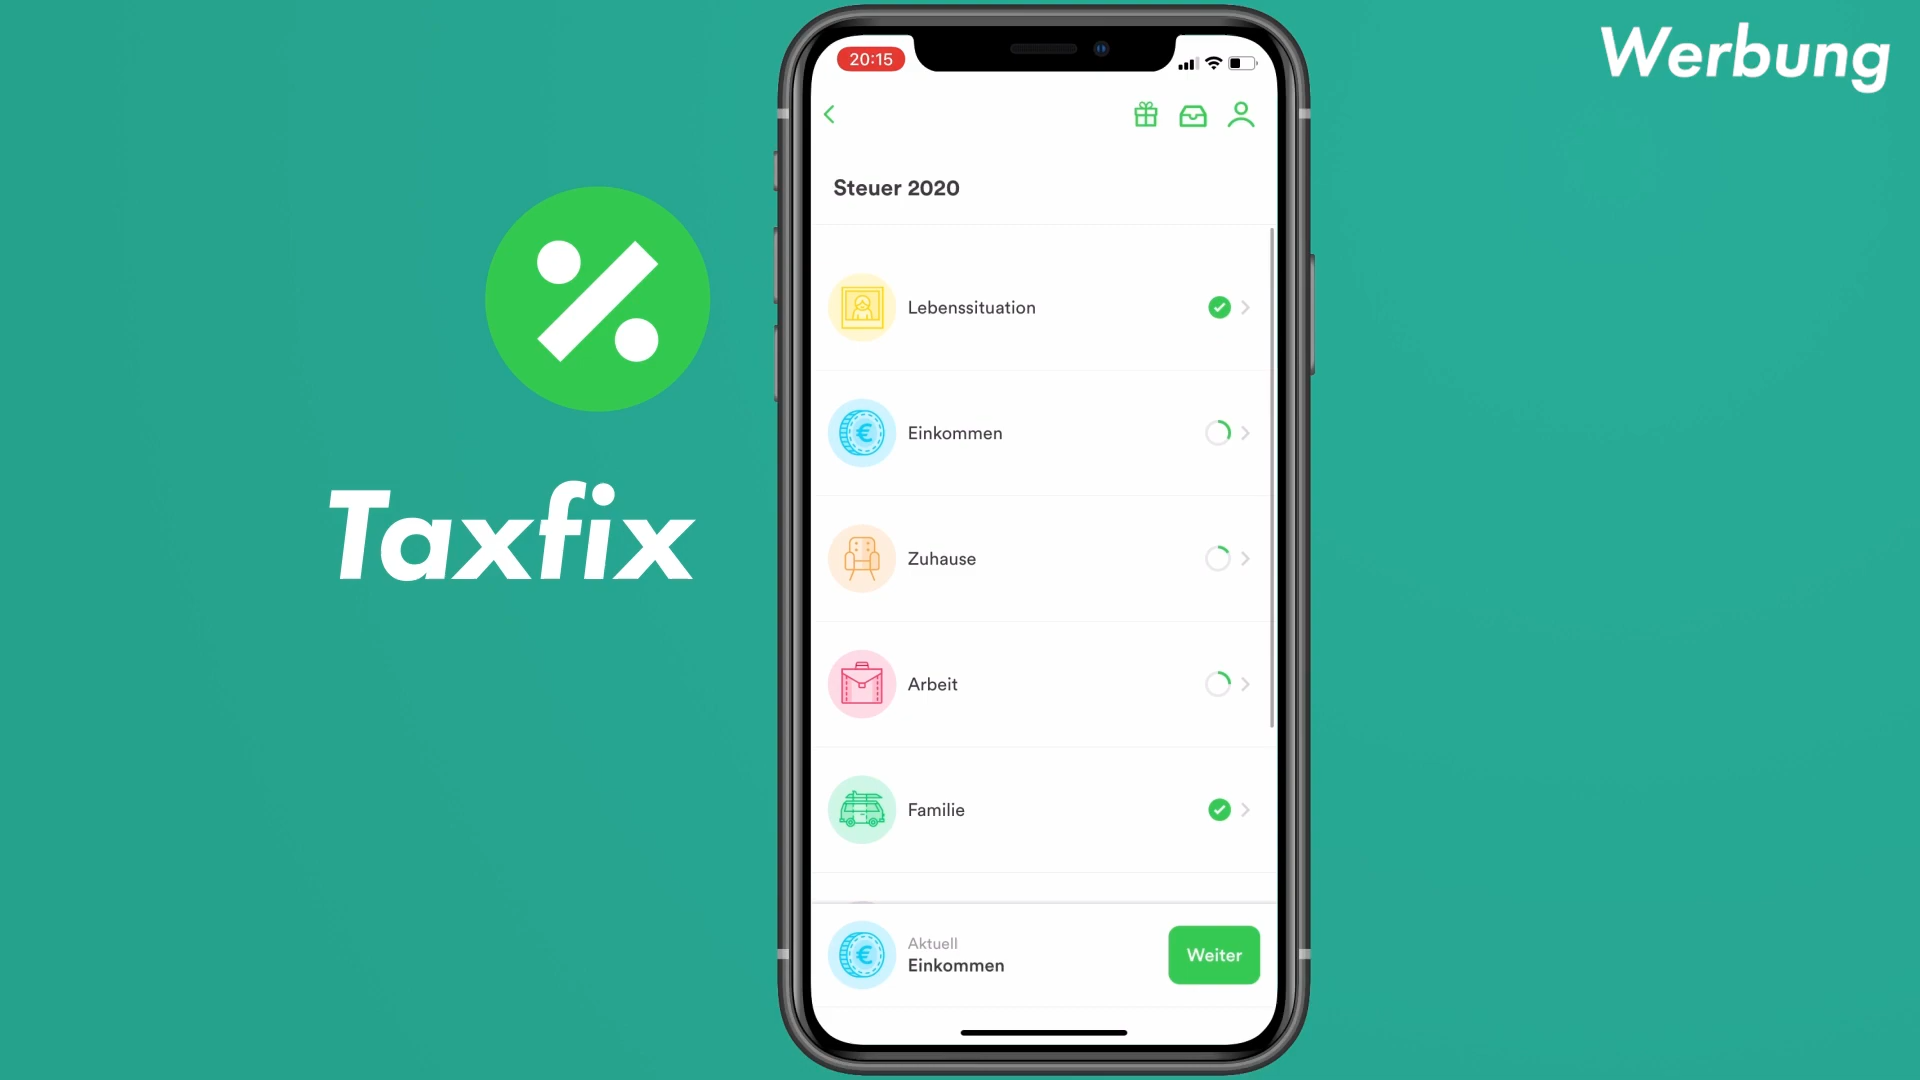 Werbung
20:15
Steuer 2020
Lebenssituation
Einkommen
Zuhause
Arbeit
Familie
Aktuell
Einkommen
Weiter
Taxfix